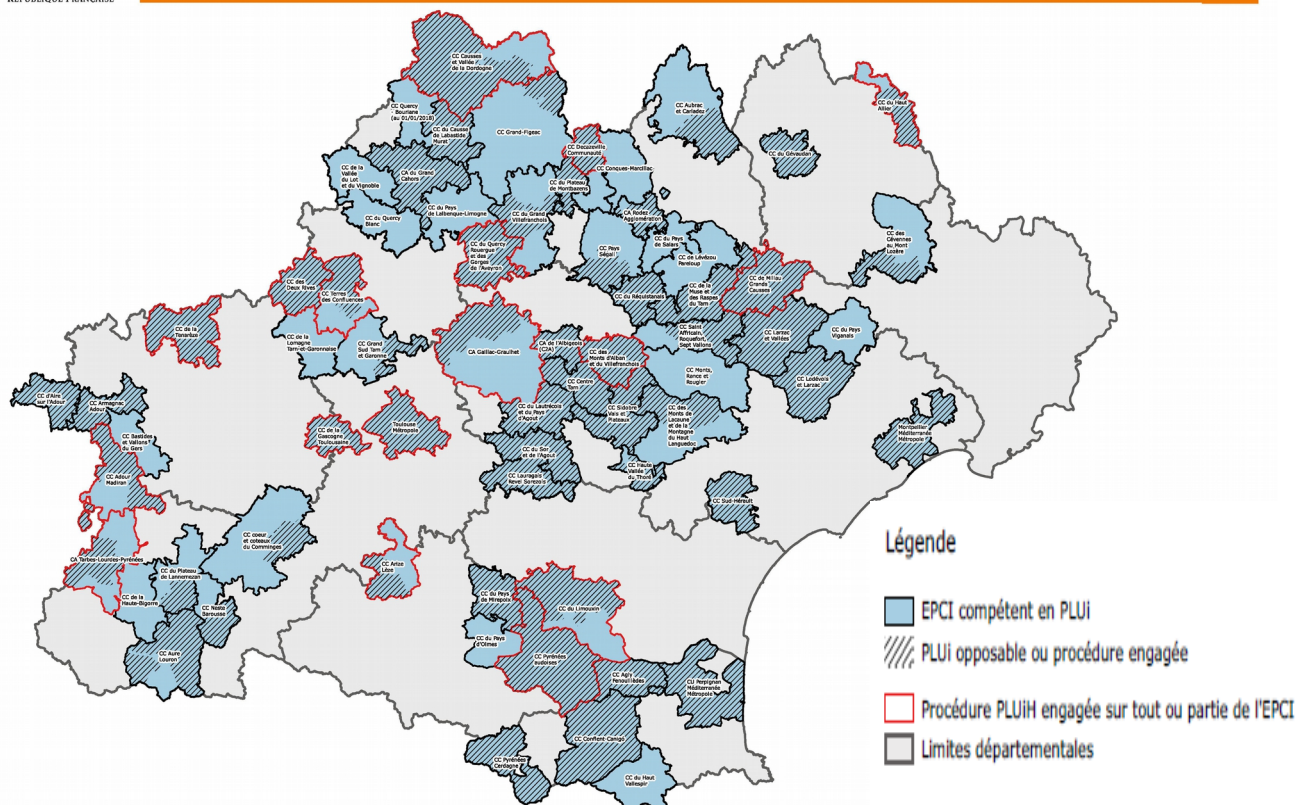 RÉPUBLIQUE FRANÇAISE
CC Causses
et Vallée
de la Dordogne
CC Quercy
- Bouriane
(au 01/01/2018)
CC du Causse
de Labastide
Murat
CC Grand-Figeac
CC Aubrac
et Carladez
CC du Haut
Allier
CC du Gévaudan
CC Decazeville
Communauté
CC Conques-Marcillac
CC de la
Vallée
du Lot
et du Vignoble
CA du Grand
Cahors
CC du Plateau
de Montbazens
CC du Pays
de Lalbenque-Limogne
CC du Quercy
Blanc
CC du Grand
Villefranchois
CA Rodez
Agglomération
CC des
Cévennes
au Mont
Lozère
CC du Quercy
Rouergue
et des
Gorges
de l'Aveyron
CC Pays
Ségali
CC du Pays
de Salars
CC de Lévézou
Pareloup
CC des
Deux Rives
CC Terres
des Confluences
CC du Réquistanais
CC de la
Muse et
des Raspes
du Tarn
CC de Millau
Grands
Causses
CC de la
Ténarèze
CC de la
Lomagne
Tarn-et-Garonnaise
CC Grand
Sud Tarn
et Garonne
CA Gaillac-Graulhet
CA de l'Albigeois
(C2A)
CC des
Monts d'Alban
et du Villefranchois
CC Saint
Affricain,
Roquefort,
Sept Vallons
CC Larzac
et Vallées
CC du Pays
Viganais
CC Centre
Tarn
CC Monts,
Rance et
Rougier
CC Lodévois
et Larzac
CC d'Aire
sur l'Adour
CC Armagnac
Adour
CC Bastides
et Vallons
du Gers
CC de la
Gascogne
Toulousaine
Toulouse
Métropole
CC du Lautrécois
et du Pays
d'Agout
CC Sidobre
Vals et
Plateaux
CC des
Monts de
Lacaune
et de la
Montagne
du Haut
Languedoc
Montpellier
Méditerranée
Métropole
CC du Sor
et de l'Agout
CC Lauragais
Revel Sorezois
CC Haute
Vallée
du Thoré
CC Adour
Madiran
CC Sud-Hérault
CC coeur
et coteaux
du Comminges
CA Tarbes-Lourdes-Pyrénées
CC du Plateau
de Lannemezan
CC de la
Haute-Bigorre
CC Neste
Barousse
CC Arize
Lèze
CC du Pays
de Mirepoix
CC du Limouxin
CC du Pays
d'Olmes
CC Aure
Louron
CC Pyrénées
audoises
CC Agly
Fenouillèdes
CU Perpignan
Méditerranée
Métropole
CC Conflent-Canigó
CC Pyrénées
Cerdagne
CC du Haut
Vallespir
Légende
EPCI compétent en PLUi
PLUi opposable ou procédure engagée
Procédure PLUiH engagée sur tout ou partie de l'EPCI
Limites départementales